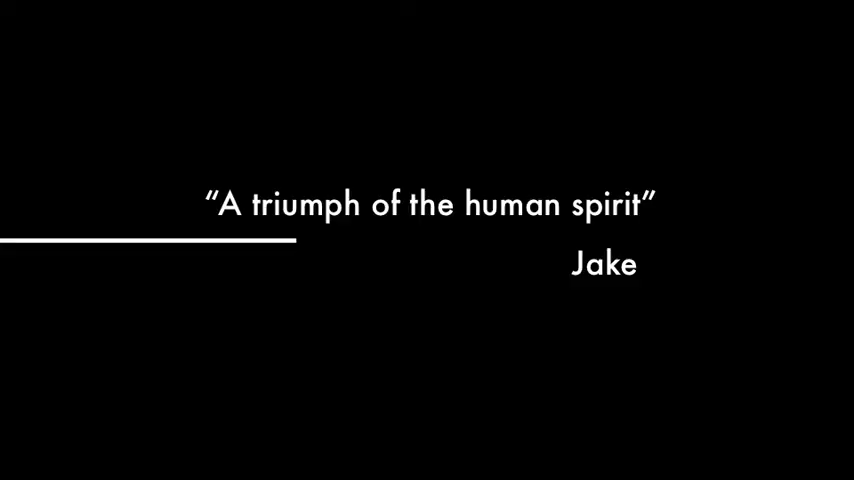 “A triumph of the human spirit”
Jake